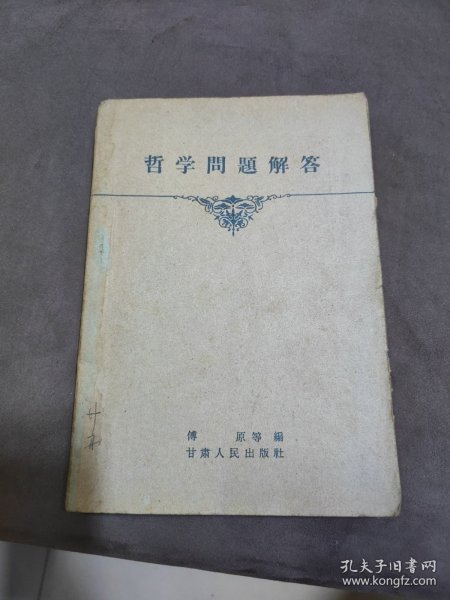 哲学問題解答
傅 原等編
甘肃人民出版社
孔夫子旧书网
www.kongfz.com